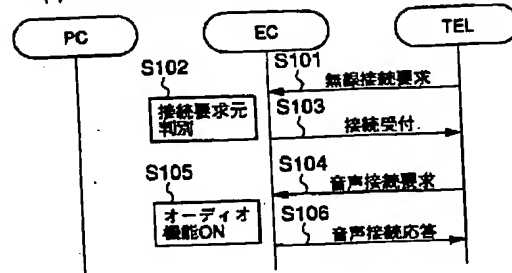 PC
EC
TEL
S101
無線接続要求
S102
接続要求元
判別
S103
接続受付
S104
音声接続要求
S105
オーディオ
機能ON
S106
音声接続応答